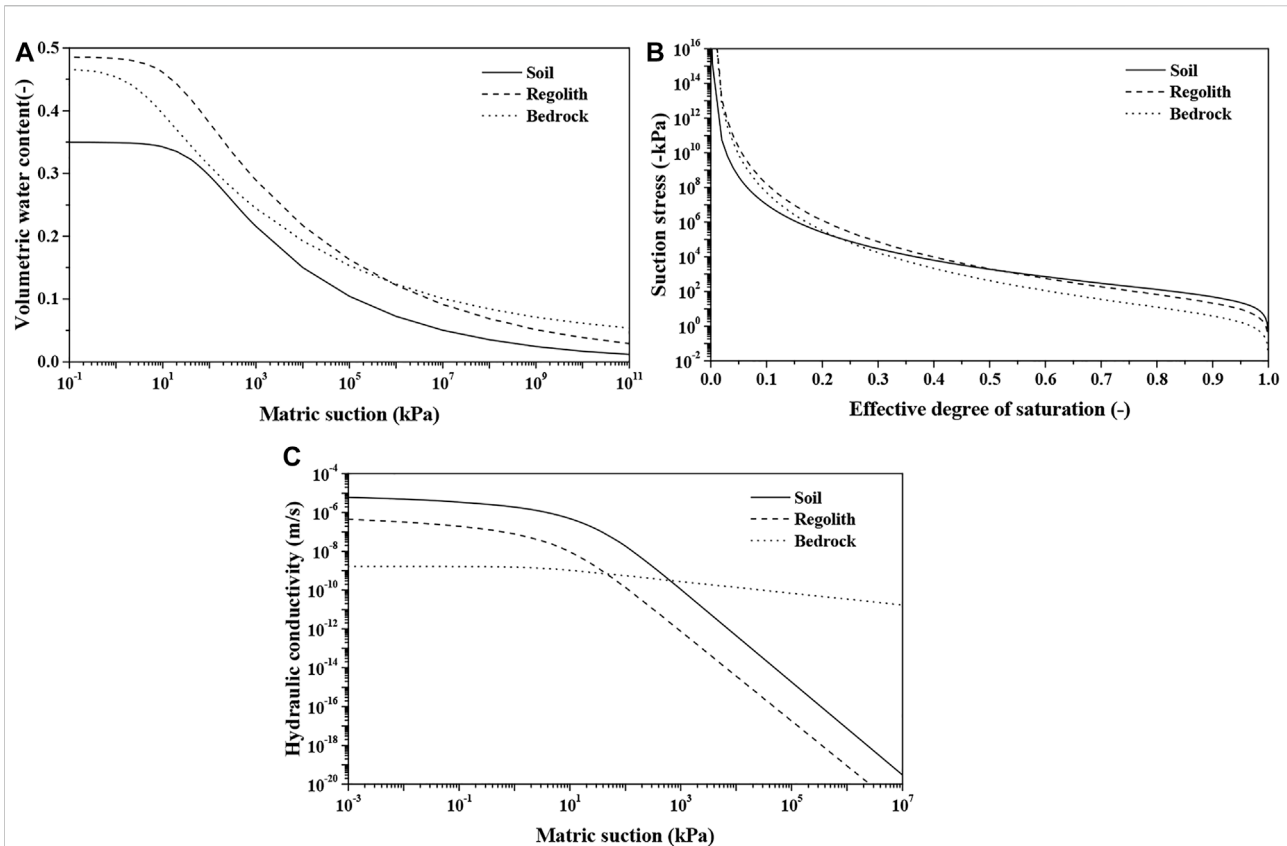 A
0.5
0.4
0.3
0.2
0.1
0.0
Volumetric water content(-)
Soil
Regolith
Bedrock
10^-1 10^1 10^3 10^5 10^7 10^9 10^11
Matric suction (kPa)
B
10^16
10^14
10^12
10^10
10^8
10^6
10^4
10^2
10^0
10^-2
Suction stress (-kPa)
Soil
Regolith
Bedrock
0.0 0.1 0.2 0.3 0.4 0.5 0.6 0.7 0.8 0.9 1.0
Effective degree of saturation (-)
C
10^-4
10^-6
10^-8
10^-10
10^-12
10^-14
10^-16
10^-18
10^-20
Hydraulic conductivity (m/s)
Soil
Regolith
Bedrock
10^-3 10^-1 10^1 10^3 10^5 10^7
Matric suction (kPa)